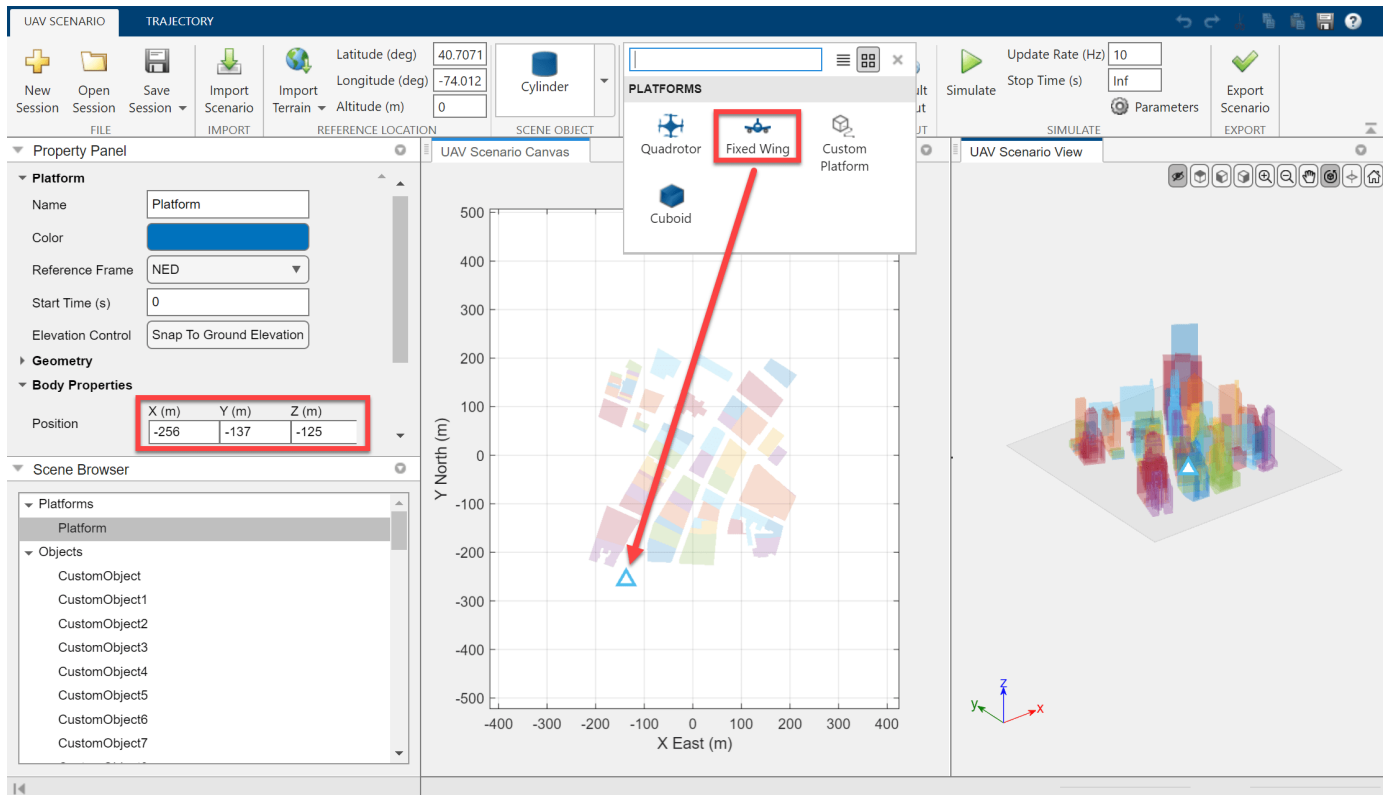 UAV SCENARIO TRAJECTORY
New Session
Open Session
Save Session
FILE
Import Scenario
IMPORT
Import Terrain
Latitude (deg) 40.7071
Longitude (deg) -74.012
Altitude (m) 0
REFERENCE LOCATION
Cylinder
SCENE OBJECT
PLATFORMS
Quadrotor
Fixed Wing
Custom Platform
Cuboid
Simulate
Update Rate (Hz) 10
Stop Time (s) Inf
Parameters
SIMULATE
Export Scenario
EXPORT
Property Panel
Platform
Name Platform
Color
Reference Frame NED
Start Time (s) 0
Elevation Control Snap To Ground Elevation
Geometry
Body Properties
X (m) Y (m) Z (m)
Position -256 -137 -125
Scene Browser
Platforms
Platform
Objects
CustomObject
CustomObject1
CustomObject2
CustomObject3
CustomObject4
CustomObject5
CustomObject6
CustomObject7
UAV Scenario Canvas
500
400
300
200
100
0
-100
-200
-300
-400
-500
Y North (m)
-400 -300 -200 -100 0 100 200 300 400
X East (m)
UAV Scenario View
z
y
x